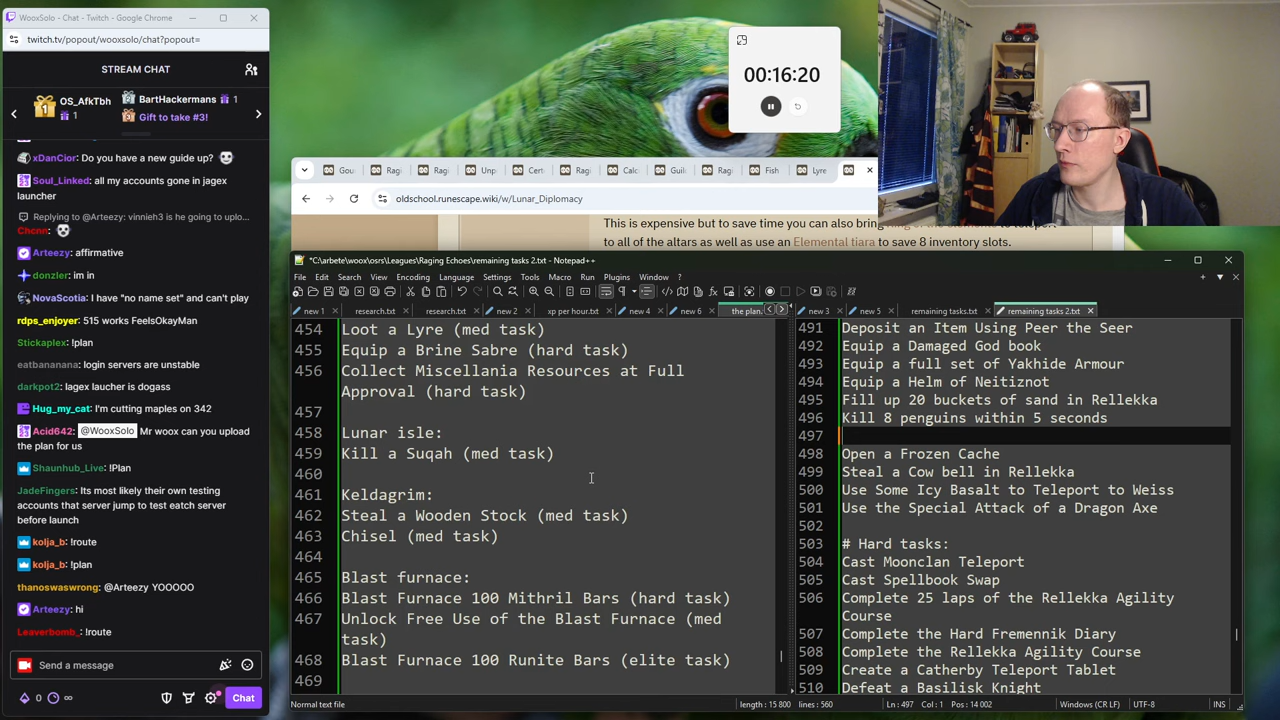 WooxSolo - Chat - Twitch - Google Chrome
twitch.tv/popout/wooxsolo/chat?popout=
STREAM CHAT
OS_AfkTbh
1
BartHackermans 1
Gift to take #3!
xDanCior: Do you have a new guide up?
Soul_Linked: all my accounts gone in jagex
launcher
Replying to @Arteezy: vinnieh3 is he going to uplo...
Chcnn:
Arteezy: affirmative
donzler: im in
NovaScotia: I have "no name set" and can't play
rdps_enjoyer: 515 works FeelsOkayMan
Stickaplex: !plan
eatbananana: login servers are unstable
darkpot2: lagex laucher is dogass
Hug_my_cat: I'm cutting maples on 342
Acid642: @WooxSolo Mr woox can you upload
the plan for us
Shaunhub_Live: !Plan
JadeFingers: Its most likely their own testing
accounts that server jump to test eatch server
before launch
kolja_b: !route
kolja_b: !plan
thanoswaswrong: @Arteezy YOOOOO
Arteezy: hi
Leaverbomb_: !route
Send a message
0 ∞
Chat
00:16:20
Gou
Rag
Rag
Unp
Cert
Rag
Calc
Guil
Rag
Fish
Lyre
oldschool.runescape.wiki/w/Lunar_Diplomacy
This is expensive but to save time you can also bring
to all of the altars as well as use an Elemental tiara to save 8 inventory slots.
*C:\arbete\woox\osrs\Leagues\Raging Echoes\remaining tasks 2.txt - Notepad++
File Edit Search View Encoding Language Settings Tools Macro Run Plugins Window ?
new 1
research.txt
research.txt
new 2
xp per hour.txt
new 4
new 6
the plan.
new 3
new 5
remaining tasks.txt
remaining tasks 2.txt
454 Loot a Lyre (med task)
455 Equip a Brine Sabre (hard task)
456 Collect Miscellania Resources at Full
Approval (hard task)
457
458 Lunar isle:
459 Kill a Suqah (med task)
460
461 Keldagrim:
462 Steal a Wooden Stock (med task)
463 Chisel (med task)
464
465 Blast furnace:
466 Blast Furnace 100 Mithril Bars (hard task)
467 Unlock Free Use of the Blast Furnace (med
task)
468 Blast Furnace 100 Runite Bars (elite task)
469
491 Deposit an Item Using Peer the Seer
492 Equip a Damaged God book
493 Equip a full set of Yakhide Armour
494 Equip a Helm of Neitiznot
495 Fill up 20 buckets of sand in Rellekka
496 Kill 8 penguins within 5 seconds
497
498 Open a Frozen Cache
499 Steal a Cow bell in Rellekka
500 Use Some Icy Basalt to Teleport to Weiss
501 Use the Special Attack of a Dragon Axe
502
503 # Hard tasks:
504 Cast Moonclan Teleport
505 Cast Spellbook Swap
506 Complete 25 laps of the Rellekka Agility
Course
507 Complete the Hard Fremennik Diary
508 Complete the Rellekka Agility Course
509 Create a Catherby Teleport Tablet
510 Defeat a Basilisk Knight
Normal text file
length: 15 800 lines: 560
Ln: 497 Col: 1 Pos: 14 002
Windows (CR LF)
UTF-8
INS